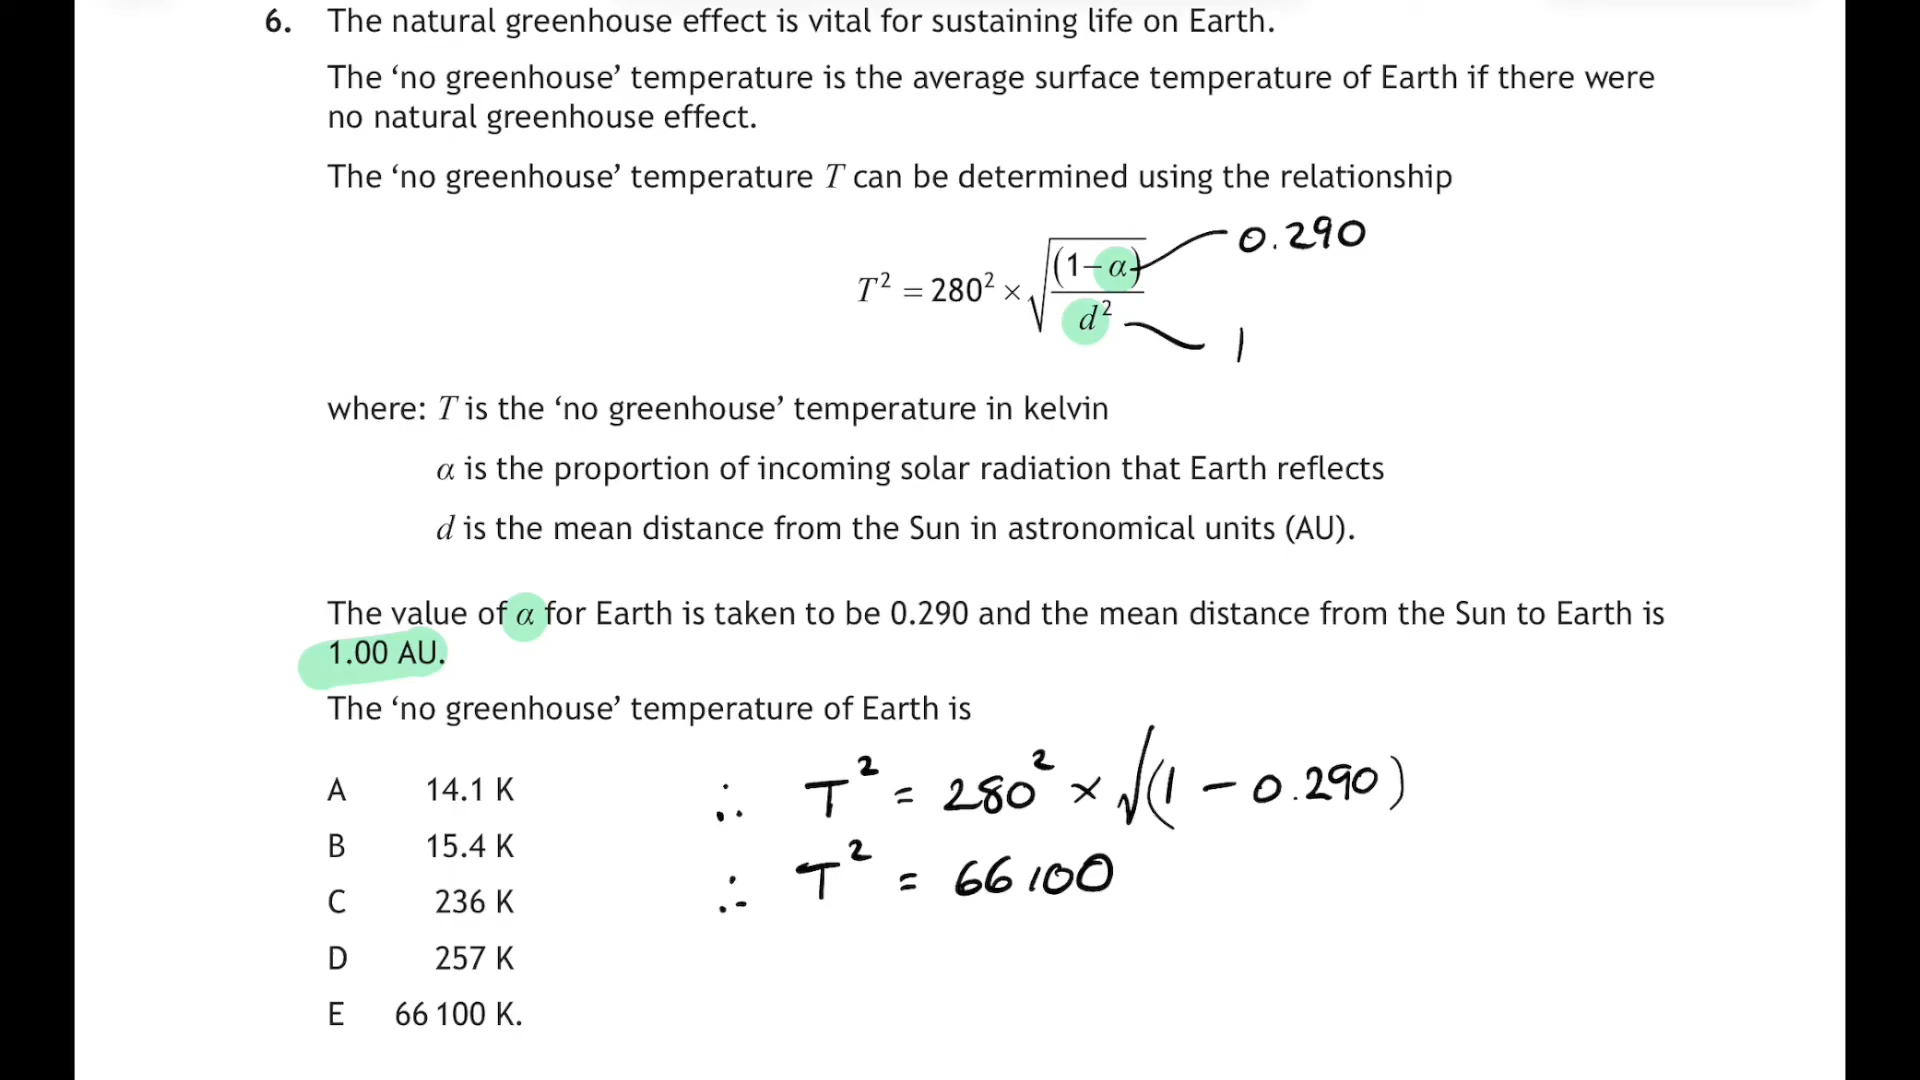 6. The natural greenhouse effect is vital for sustaining life on Earth.
The ‘no greenhouse’ temperature is the average surface temperature of Earth if there were
no natural greenhouse effect.
The ‘no greenhouse’ temperature T can be determined using the relationship
0.290
T² = 280² × √((1−α)/d²)
1
where: T is the ‘no greenhouse’ temperature in kelvin
α is the proportion of incoming solar radiation that Earth reflects
d is the mean distance from the Sun in astronomical units (AU).
The value of α for Earth is taken to be 0.290 and the mean distance from the Sun to Earth is
1.00 AU.
The ‘no greenhouse’ temperature of Earth is
A 14.1 K
∴ T² = 280² × √(1 − 0.290)
B 15.4 K
∴ T² = 66 100
C 236 K
D 257 K
E 66 100 K.